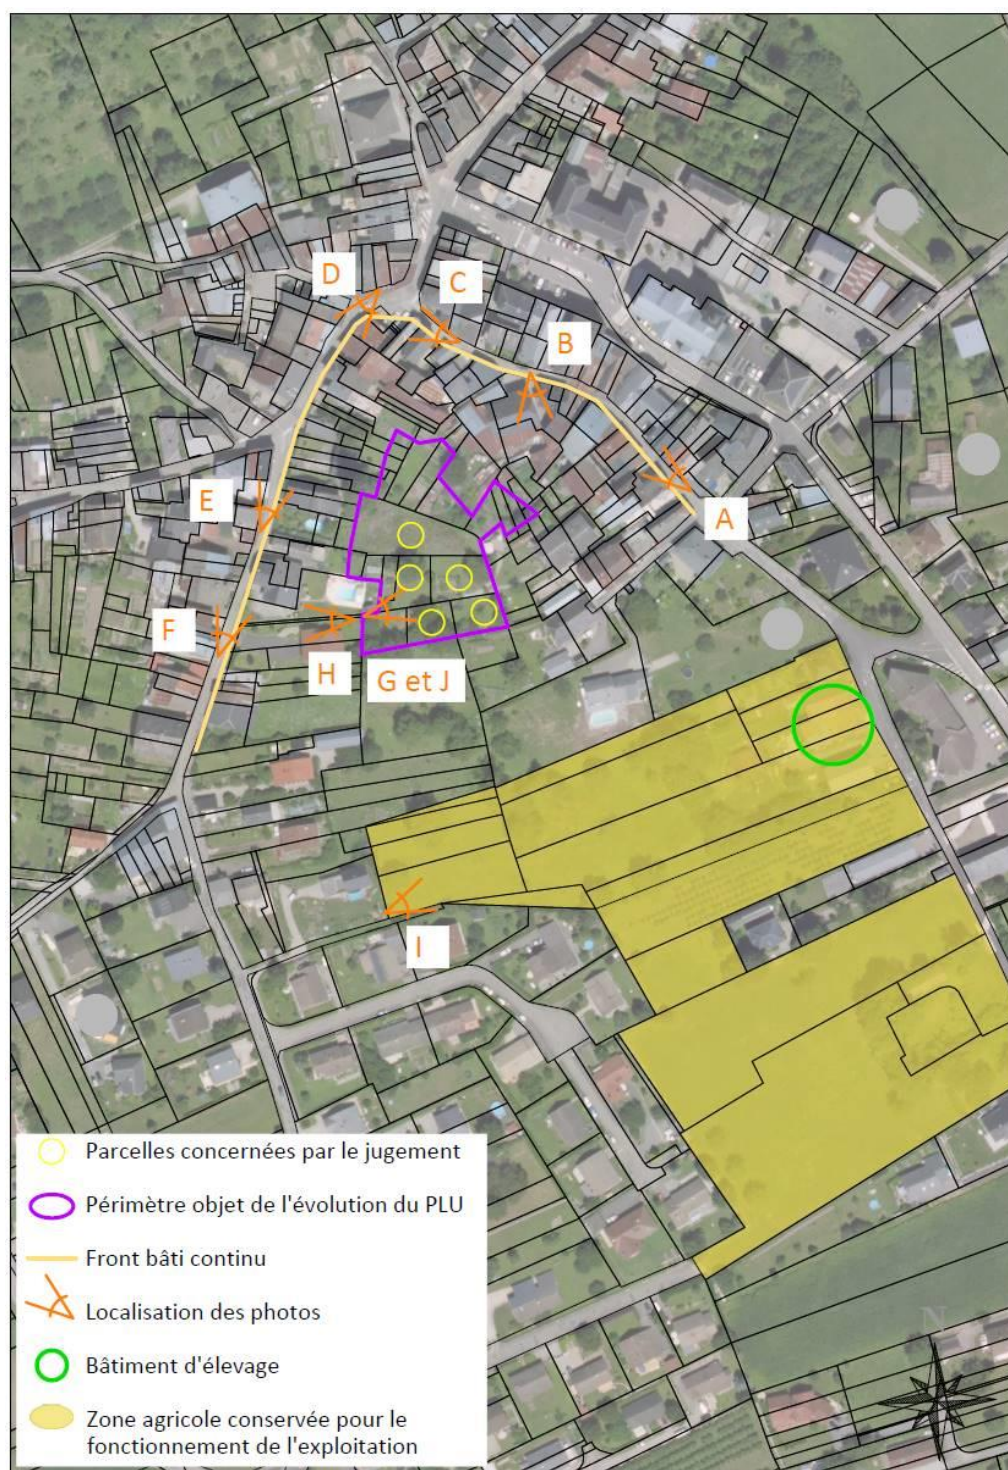 D
C
B
E
A
F
H
G et J
I
Parcelles concernées par le jugement
Périmètre objet de l'évolution du PLU
Front bâti continu
Localisation des photos
Bâtiment d'élevage
Zone agricole conservée pour le
fonctionnement de l'exploitation
N